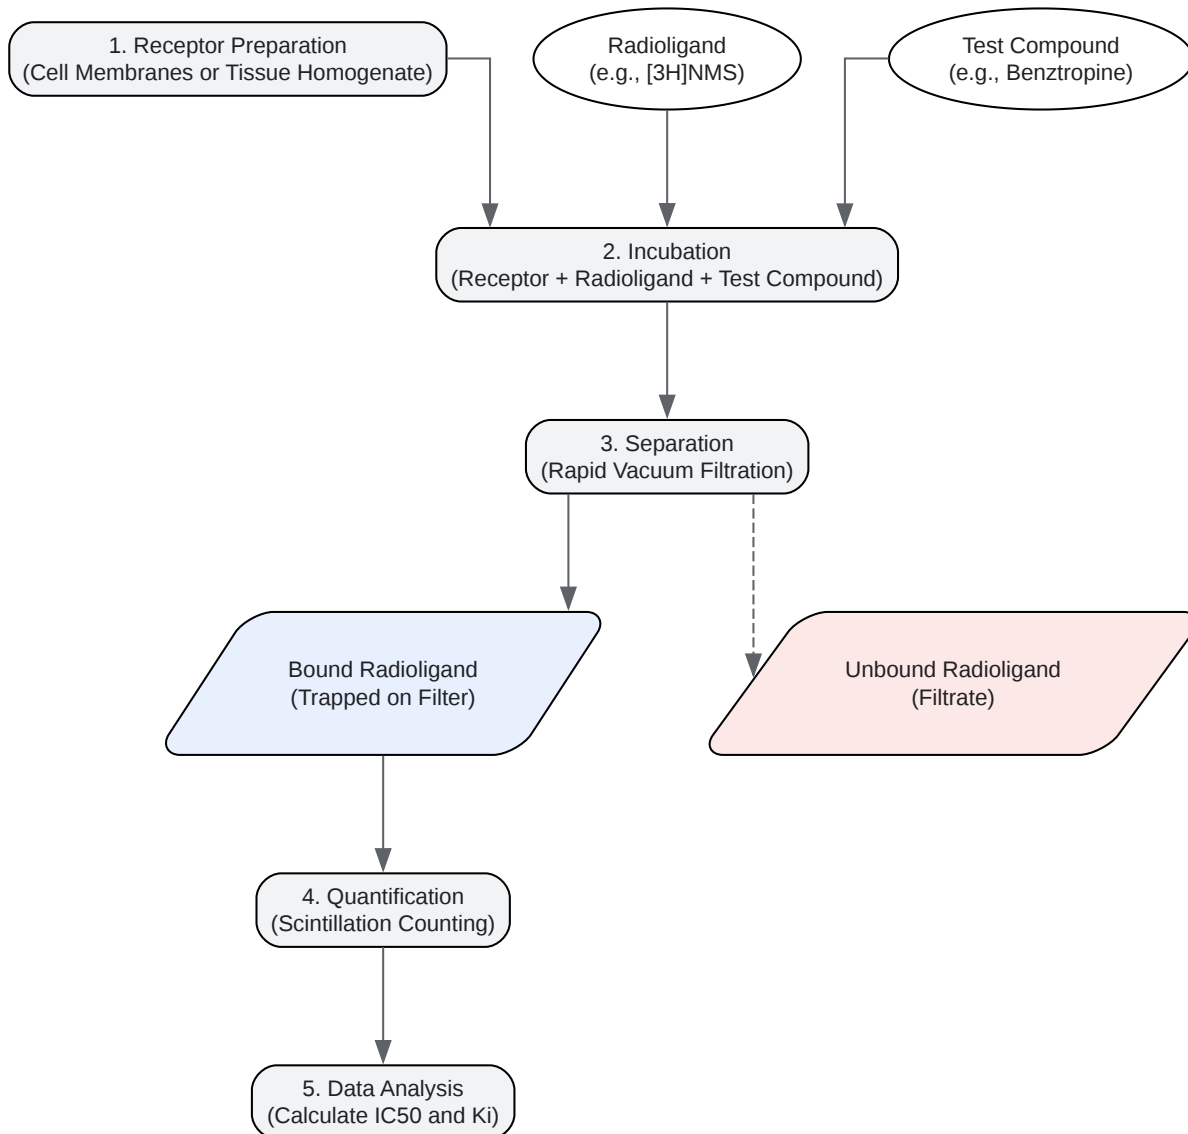 1. Receptor Preparation
(Cell Membranes or Tissue Homogenate)
Radioligand
(e.g., [3H]NMS)
Test Compound
(e.g., Benztropine)
2. Incubation
(Receptor + Radioligand + Test Compound)
3. Separation
(Rapid Vacuum Filtration)
Bound Radioligand
(Trapped on Filter)
Unbound Radioligand
(Filtrate)
4. Quantification
(Scintillation Counting)
5. Data Analysis
(Calculate IC50 and Ki)